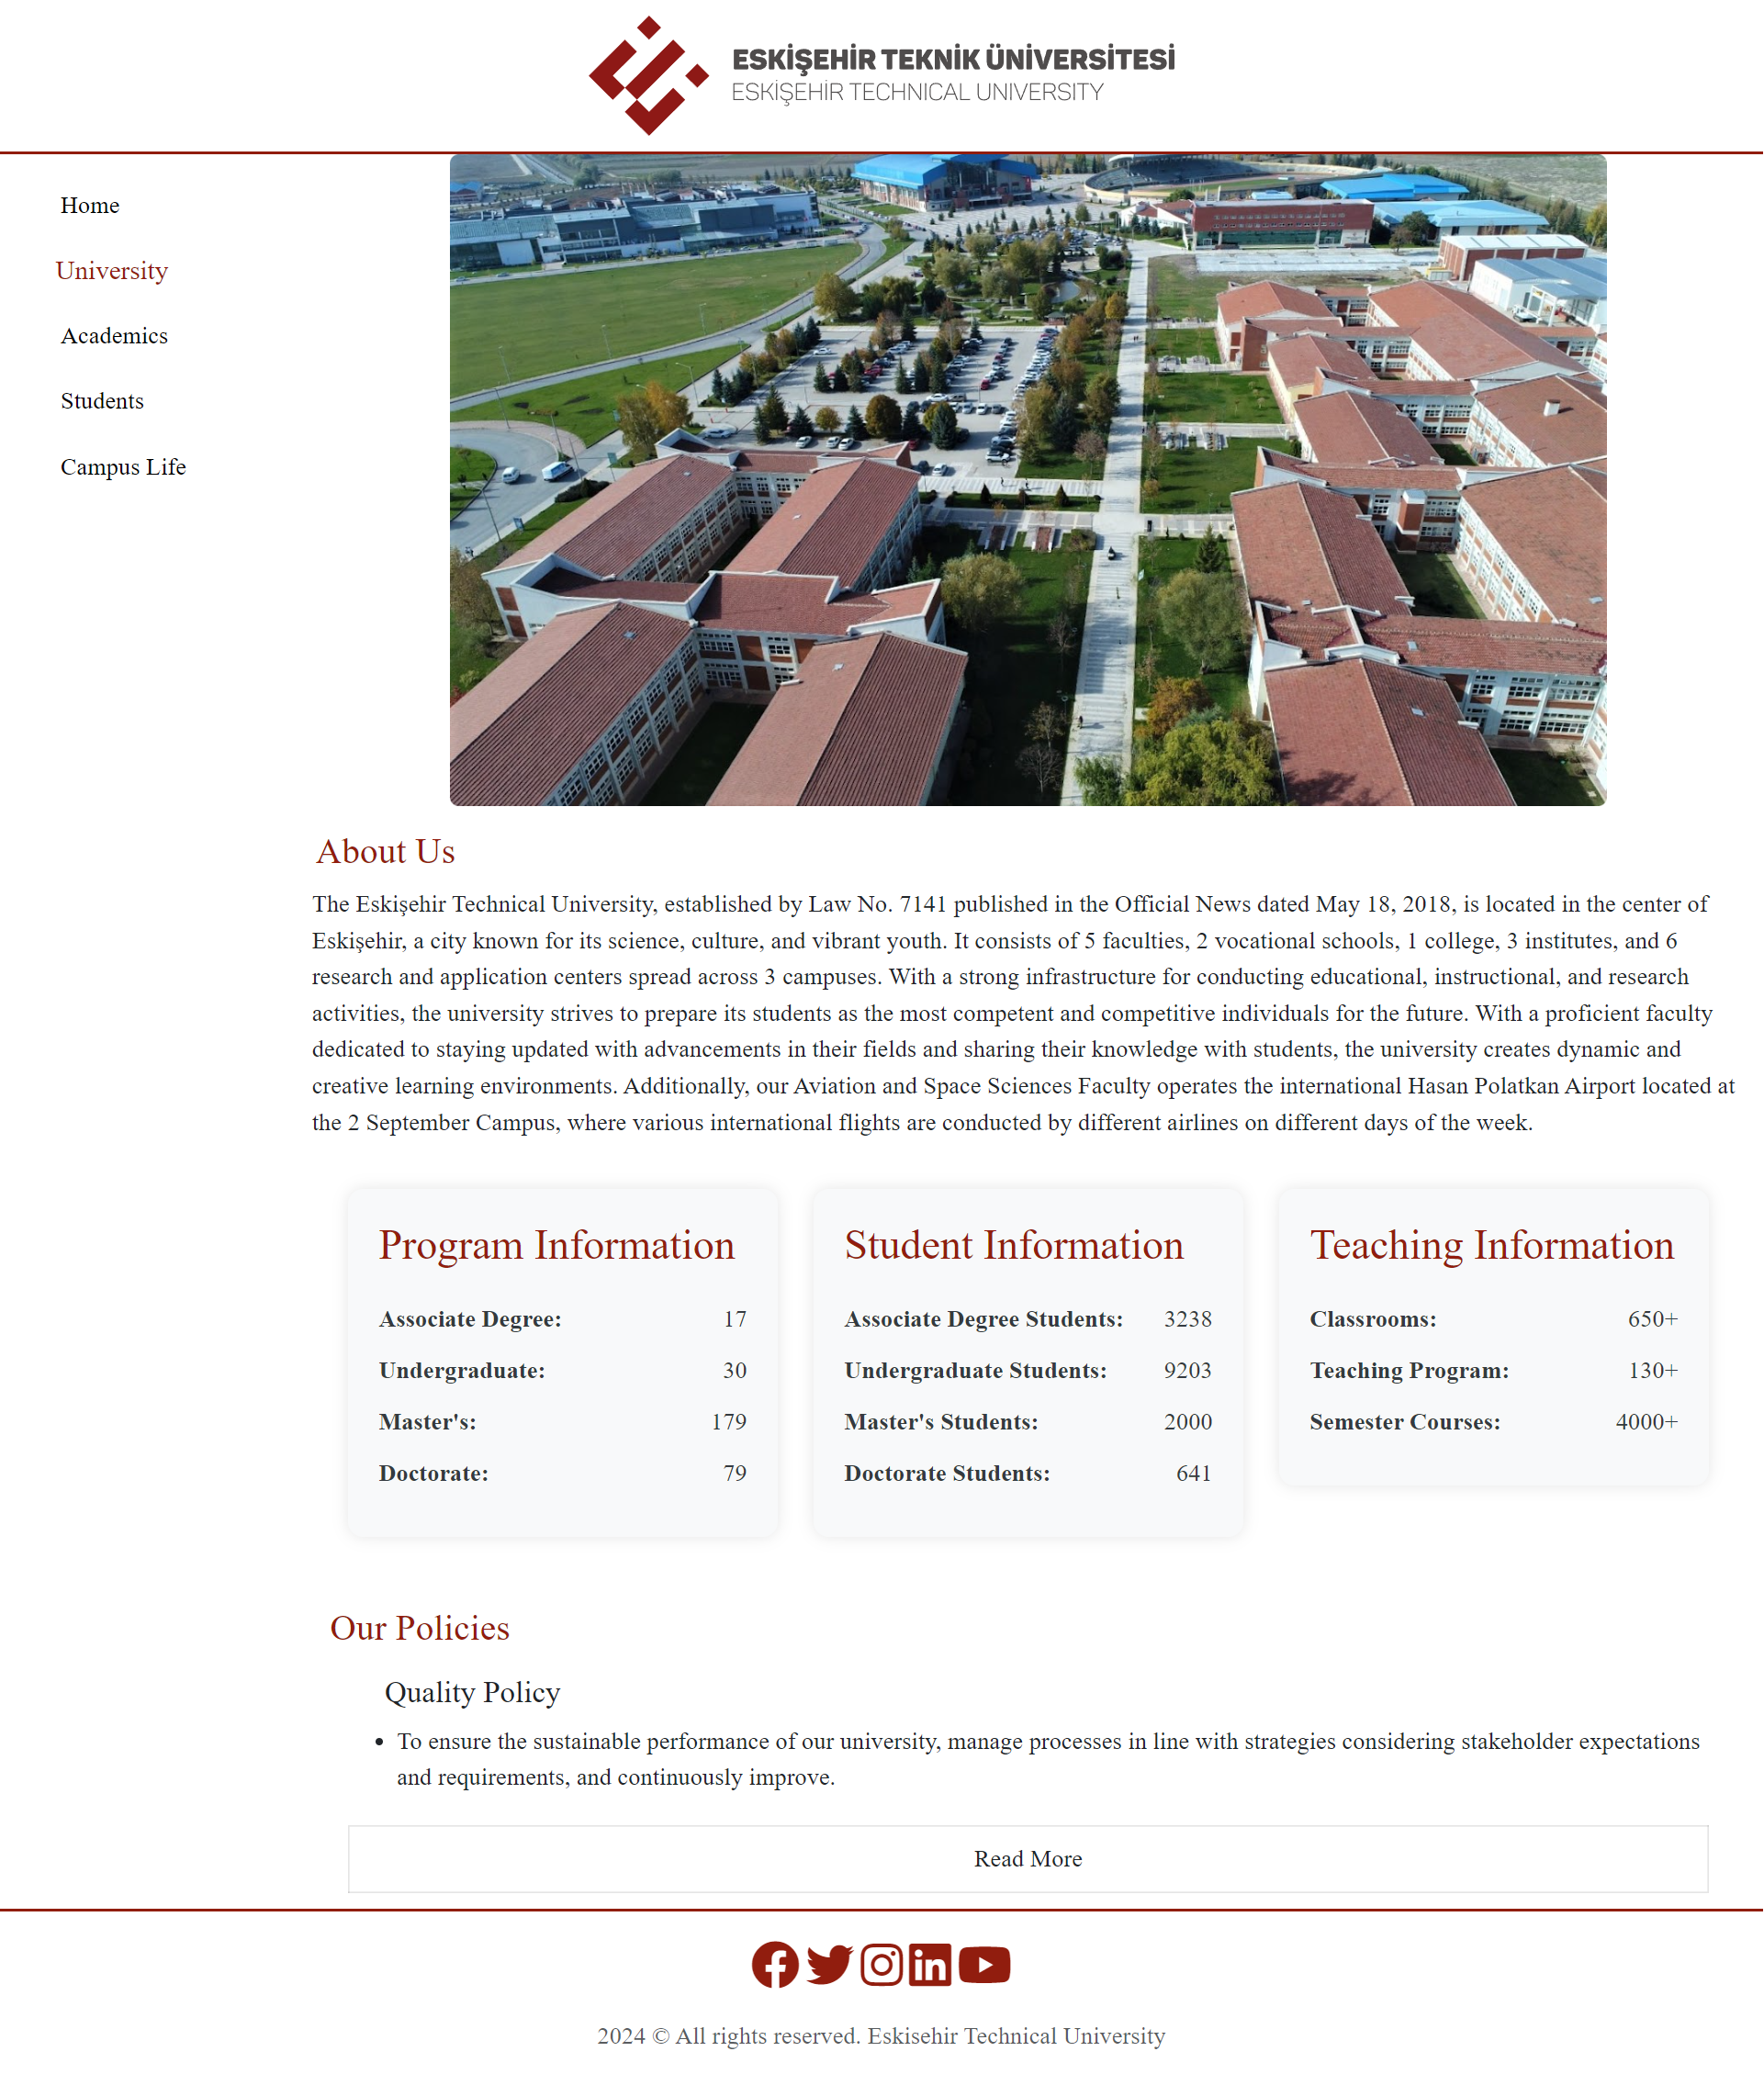 ESKİŞEHİR TEKNİK ÜNİVERSİTESİ
ESKİŞEHİR TECHNICAL UNIVERSITY
Home
University
Academics
Students
Campus Life
About Us
The Eskişehir Technical University, established by Law No. 7141 published in the Official News dated May 18, 2018, is located in the center of
Eskişehir, a city known for its science, culture, and vibrant youth. It consists of 5 faculties, 2 vocational schools, 1 college, 3 institutes, and 6
research and application centers spread across 3 campuses. With a strong infrastructure for conducting educational, instructional, and research
activities, the university strives to prepare its students as the most competent and competitive individuals for the future. With a proficient faculty
dedicated to staying updated with advancements in their fields and sharing their knowledge with students, the university creates dynamic and
creative learning environments. Additionally, our Aviation and Space Sciences Faculty operates the international Hasan Polatkan Airport located at
the 2 September Campus, where various international flights are conducted by different airlines on different days of the week.
Program Information
Associate Degree: 17
Undergraduate: 30
Master's: 179
Doctorate: 79
Student Information
Associate Degree Students: 3238
Undergraduate Students: 9203
Master's Students: 2000
Doctorate Students: 641
Teaching Information
Classrooms: 650+
Teaching Program: 130+
Semester Courses: 4000+
Our Policies
Quality Policy
• To ensure the sustainable performance of our university, manage processes in line with strategies considering stakeholder expectations
and requirements, and continuously improve.
Read More
2024 © All rights reserved. Eskisehir Technical University